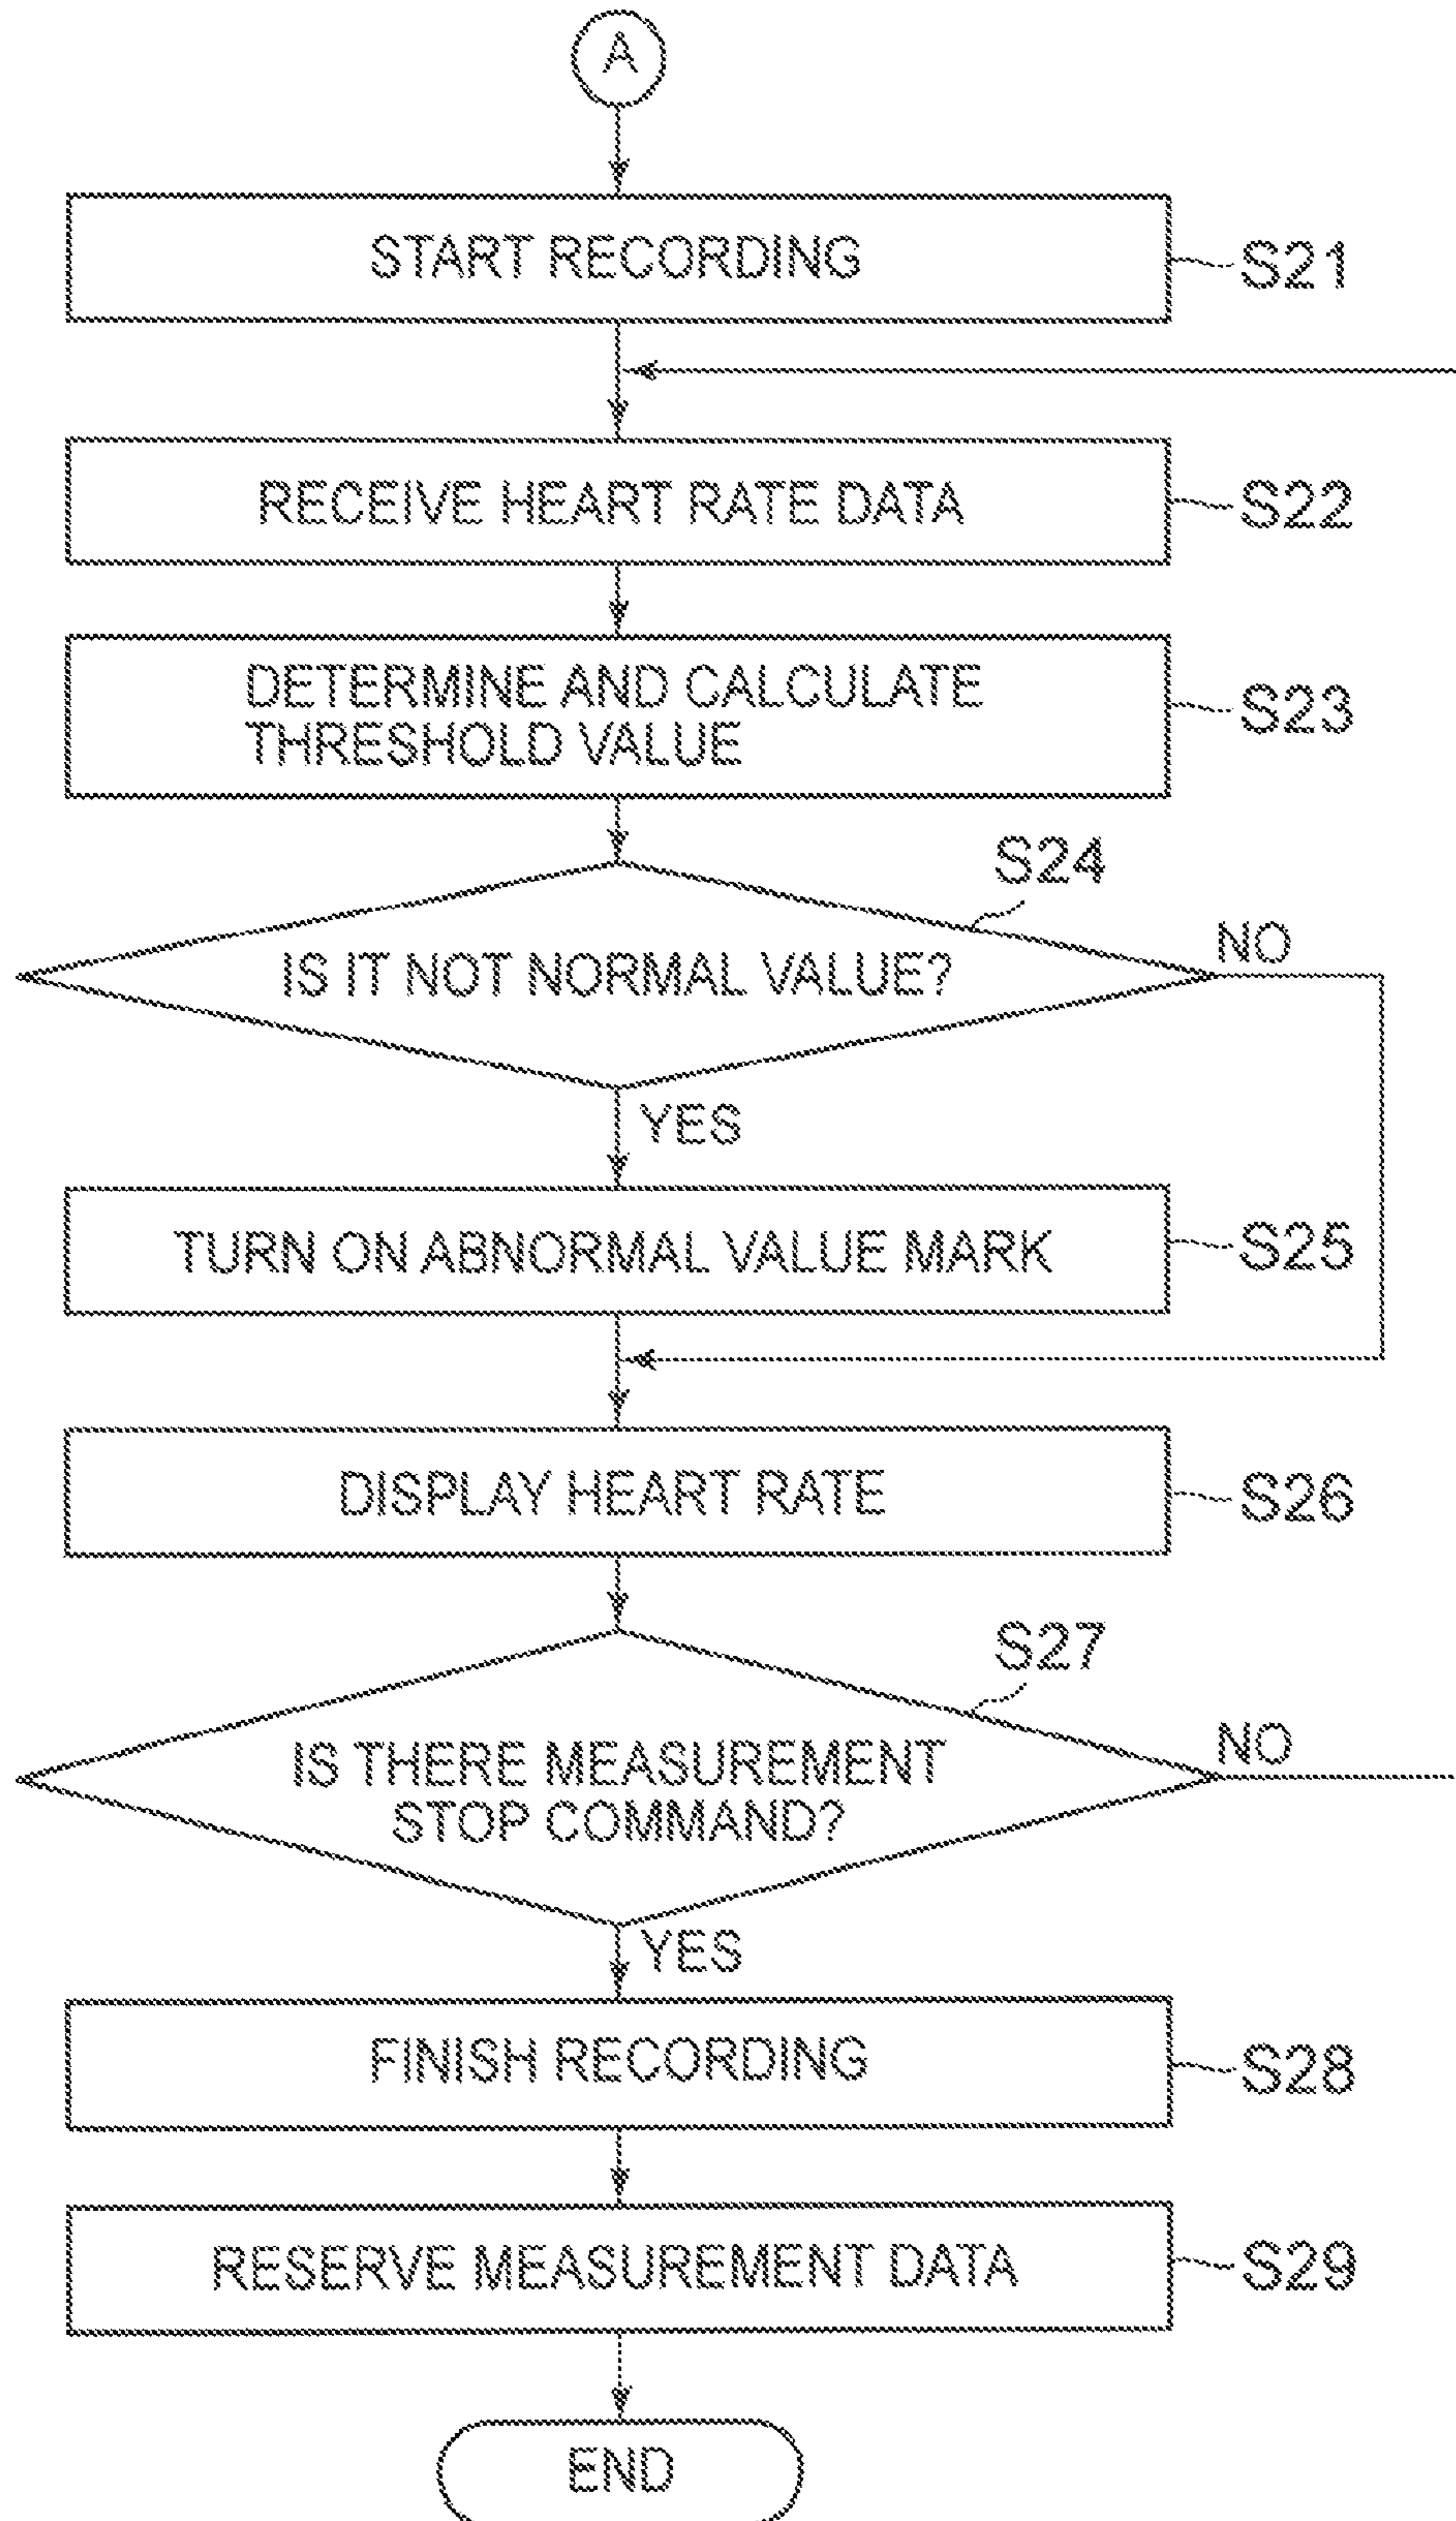 A
START RECORDING
S21
RECEIVE HEART RATE DATA
S22
DETERMINE AND CALCULATE
THRESHOLD VALUE
S23
S24
IS IT NOT NORMAL VALUE?
NO
YES
TURN ON ABNORMAL VALUE MARK
S25
DISPLAY HEART RATE
S26
S27
IS THERE MEASUREMENT
STOP COMMAND?
NO
YES
FINISH RECORDING
S28
RESERVE MEASUREMENT DATA
S29
END